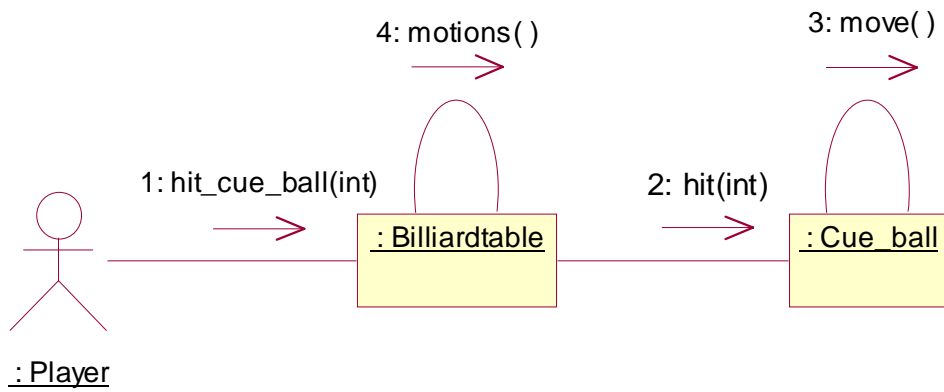 3: move( )
4: motions( )
1: hit_cue_ball(int)
2: hit(int)
: Billiardtable
: Cue_ball
: Player